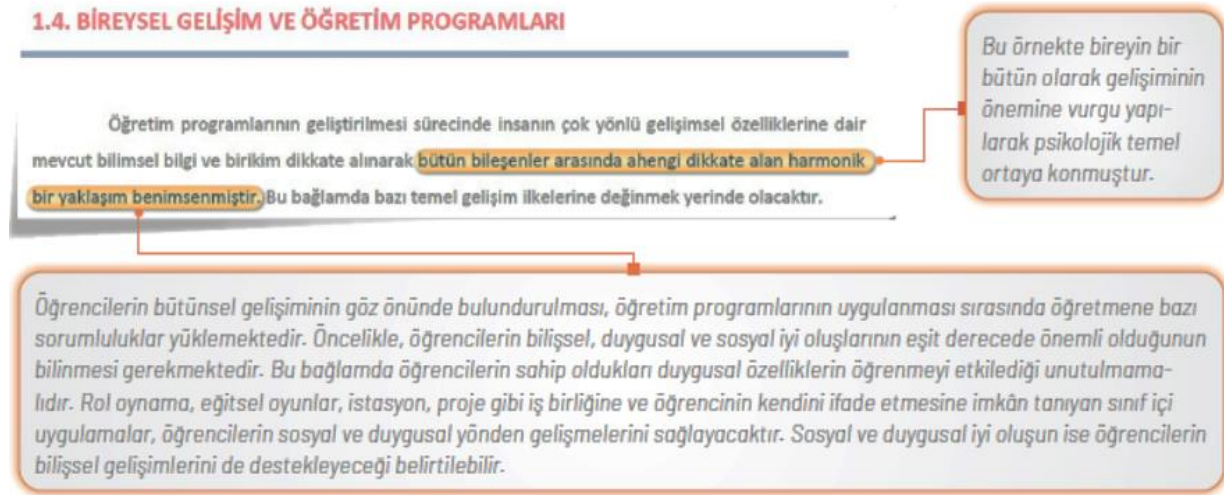 1.4. BİREYSEL GELİŞİM VE ÖĞRETİM PROGRAMLARI
Öğretim programlarının geliştirilmesi sürecinde insanın çok yönlü gelişimsel özelliklerine dair
mevcut bilimsel bilgi ve birikim dikkate alınarak bütün bileşenler arasında ahengi dikkate alan harmonik
bir yaklaşım benimsenmiştir. Bu bağlamda bazı temel gelişim ilkelerine değinmek yerinde olacaktır.
Bu örnekte bireyin bir
bütün olarak gelişiminin
önemine vurgu yapı-
larak psikolojik temel
ortaya konmuştur.
Öğrencilerin bütünsel gelişiminin göz önünde bulundurulması, öğretim programlarının uygulanması sırasında öğretmene bazı
sorumluluklar yüklemektedir. Öncelikle, öğrencilerin bilişsel, duygusal ve sosyal iyi oluşlarının eşit derecede önemli olduğunun
bilinmesi gerekmektedir. Bu bağlamda öğrencilerin sahip oldukları duygusal özelliklerin öğrenmeyi etkilediği unutulmama-
lıdır. Rol oynama, eğitsel oyunlar, istasyon, proje gibi iş birliğine ve öğrencinin kendini ifade etmesine imkân tanıyan sınıf içi
uygulamalar, öğrencilerin sosyal ve duygusal yönden gelişmelerini sağlayacaktır. Sosyal ve duygusal iyi oluşun ise öğrencilerin
bilişsel gelişimlerini de destekleyeceği belirtilebilir.